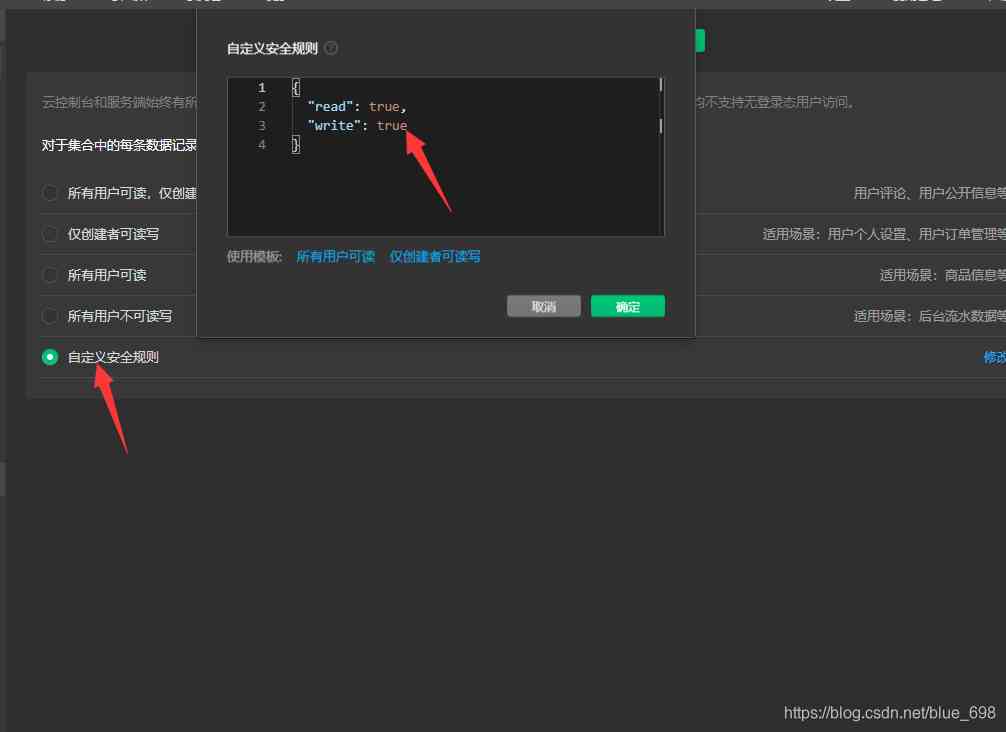 自定义安全规则 ?
1 {
2 "read": true,
3 "write": true
4 }
使用模板: 所有用户可读 仅创建者可读写
取消 确定
云控制台和服务端始终有所
均不支持无登录态用户访问。
对于集合中的每条数据记录
所有用户可读，仅创建
用户评论、用户公开信息等
仅创建者可读写
适用场景：用户个人设置、用户订单管理等
所有用户可读
适用场景：商品信息等
所有用户不可读写
适用场景：后台流水数据等
自定义安全规则
修改
https://blog.csdn.net/blue_698